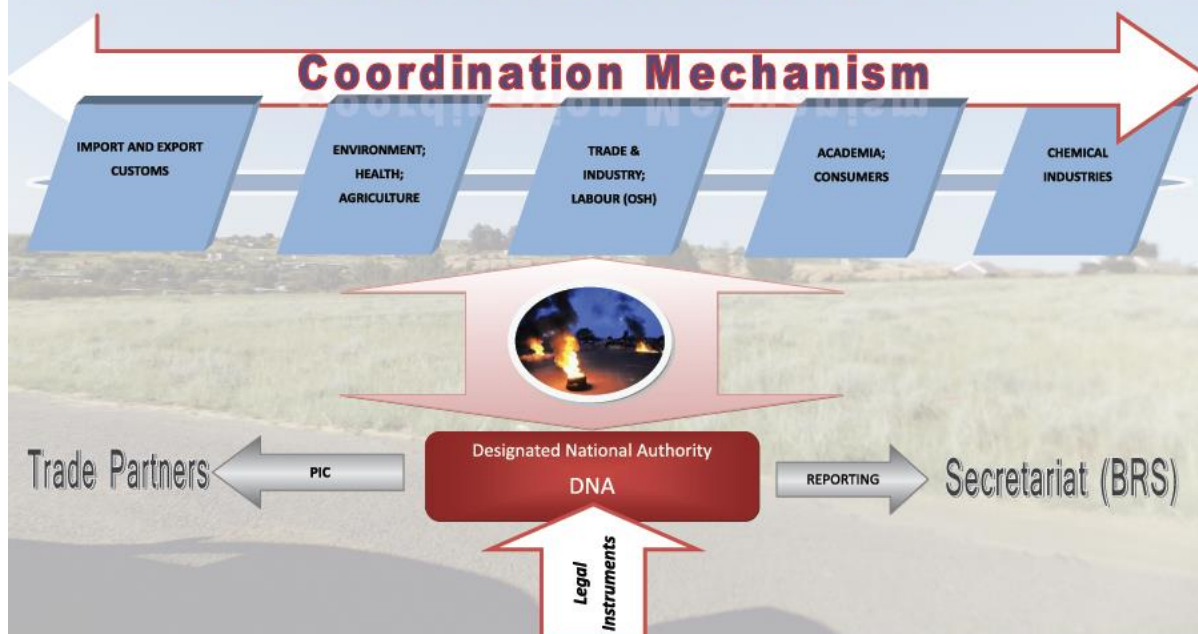 Coordination Mechanism
IMPORT AND EXPORT
CUSTOMS
ENVIRONMENT;
HEALTH;
AGRICULTURE
TRADE &
INDUSTRY;
LABOUR (OSH)
ACADEMIA;
CONSUMERS
CHEMICAL
INDUSTRIES
Trade Partners
PIC
Designated National Authority
DNA
REPORTING
Secretariat (BRS)
Legal
Instruments